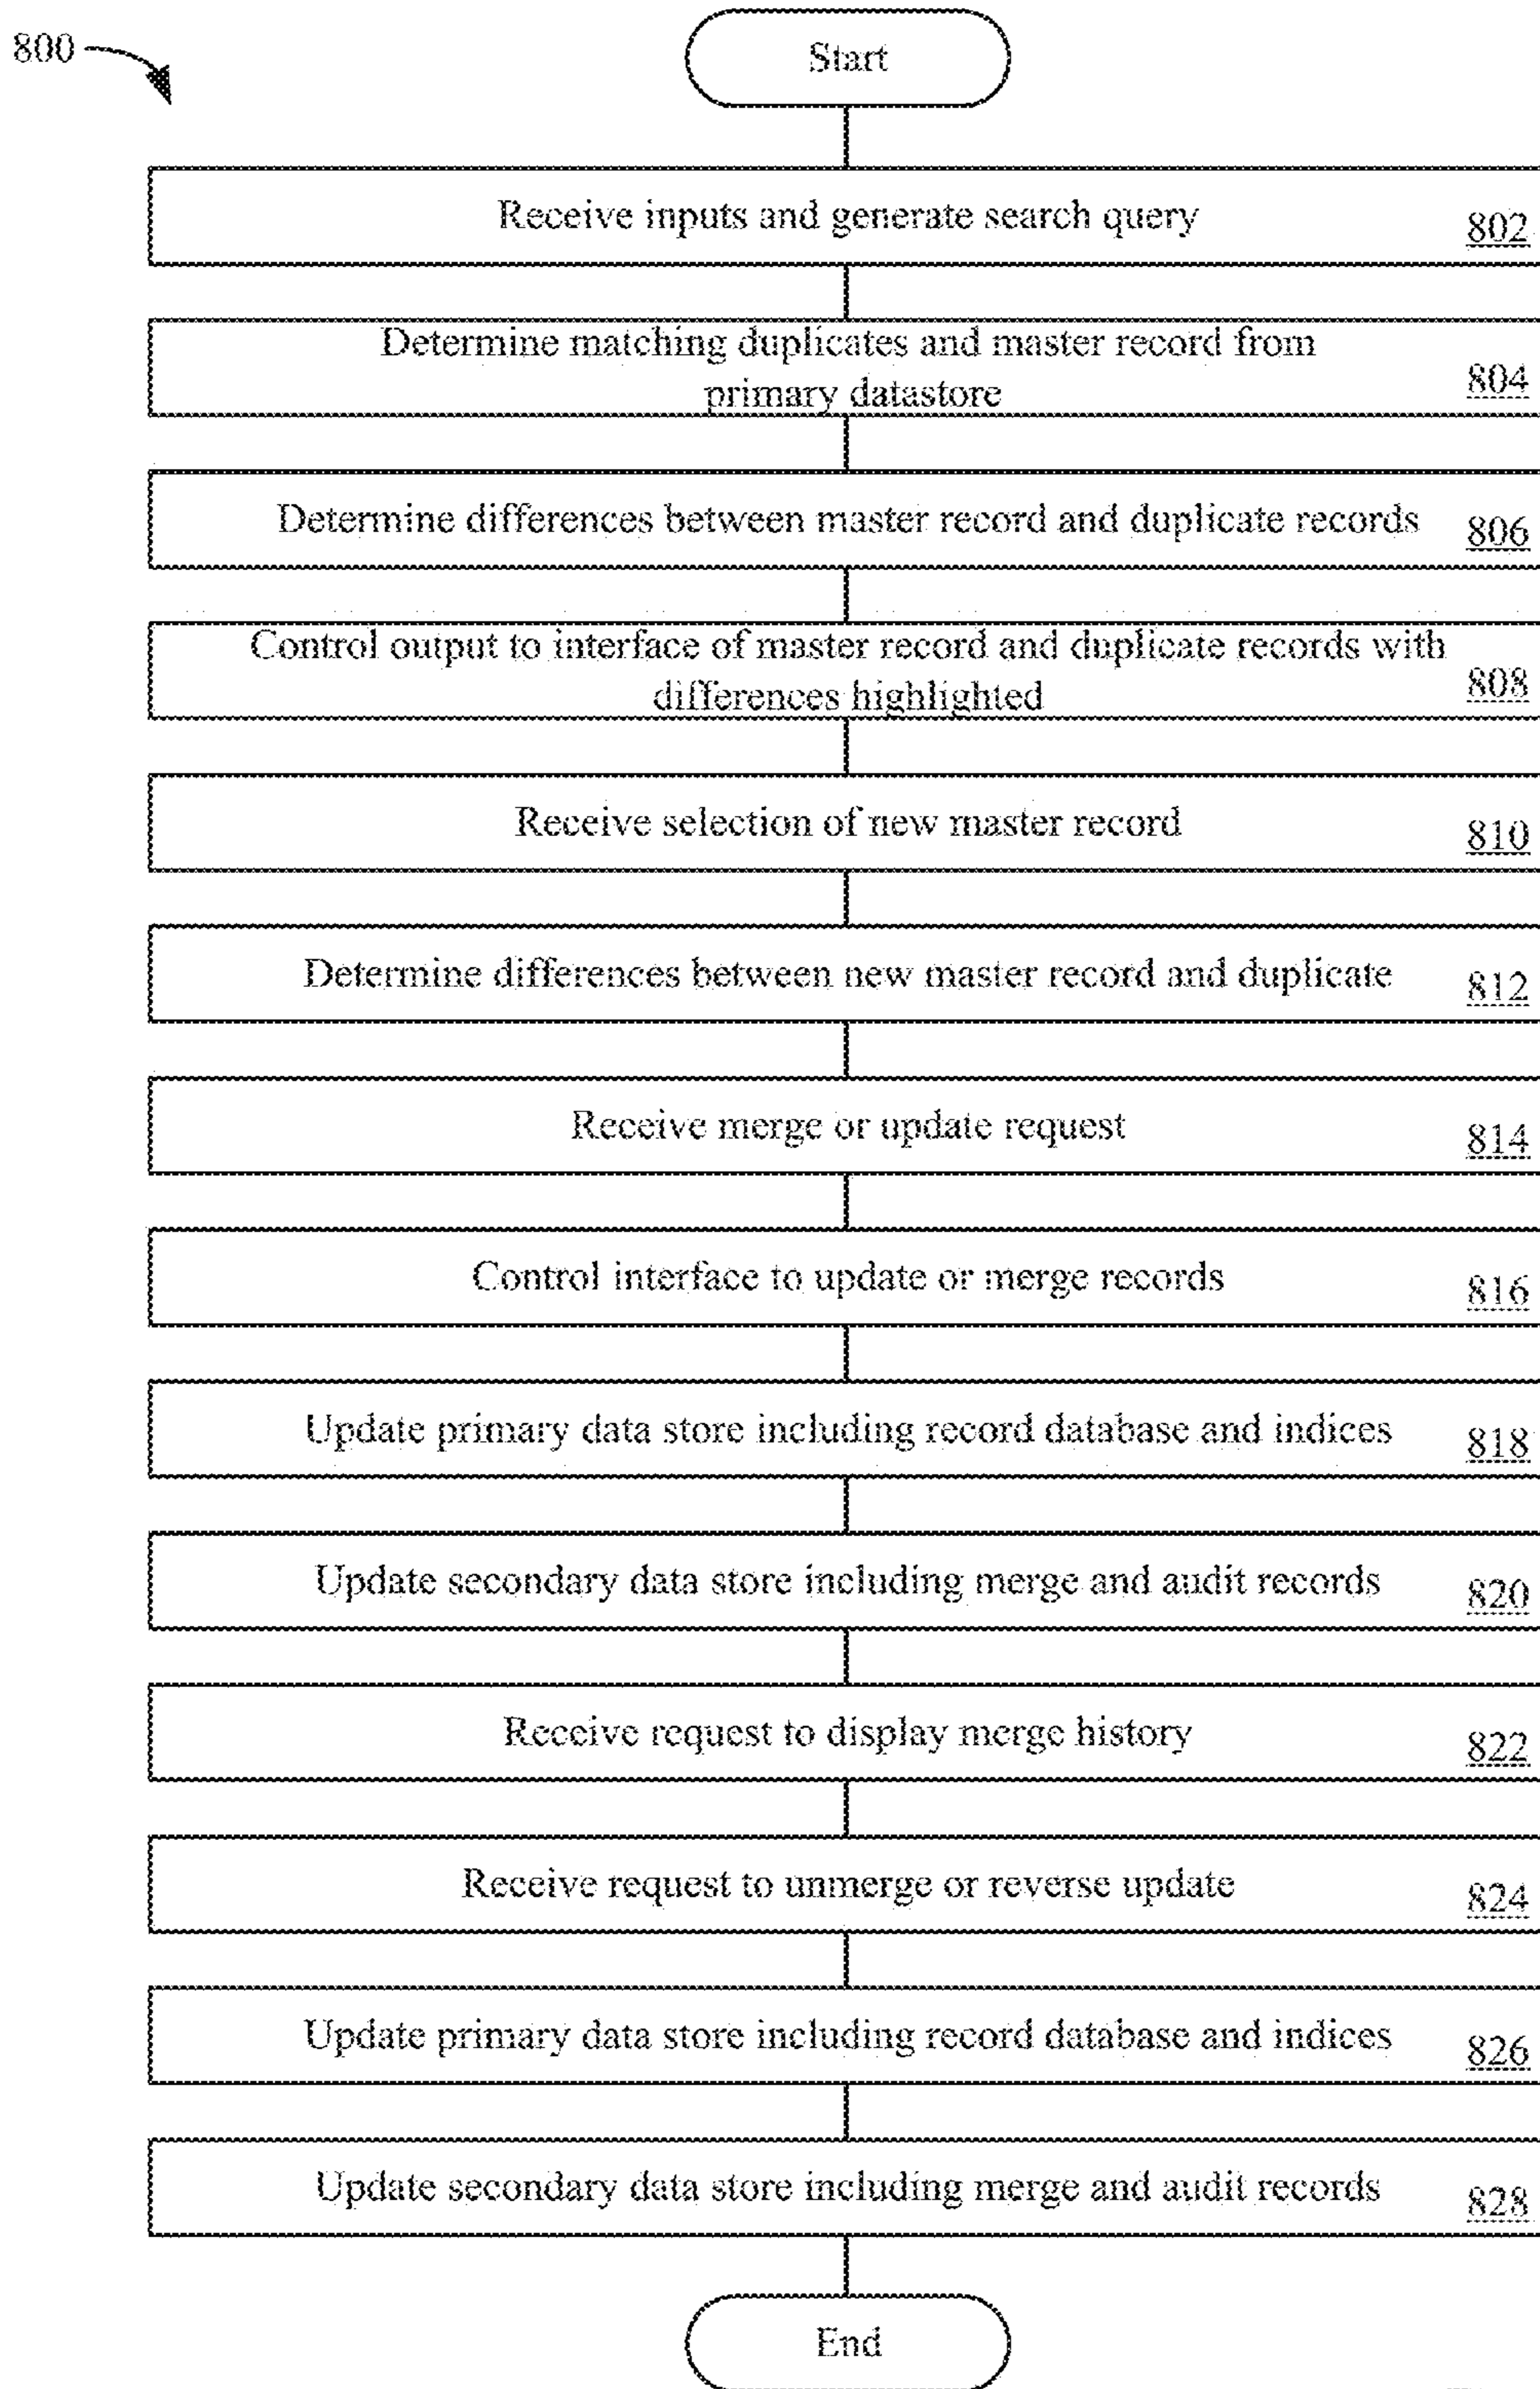 800
Start
Receive inputs and generate search query
802
Determine matching duplicates and master record from
primary datastore
804
Determine differences between master record and duplicate records
806
Control output to interface of master record and duplicate records with
differences highlighted
808
Receive selection of new master record
810
Determine differences between new master record and duplicate
812
Receive merge or update request
814
Control interface to update or merge records
816
Update primary data store including record database and indices
818
Update secondary data store including merge and audit records
820
Receive request to display merge history
822
Receive request to unmerge or reverse update
824
Update primary data store including record database and indices
826
Update secondary data store including merge and audit records
828
End